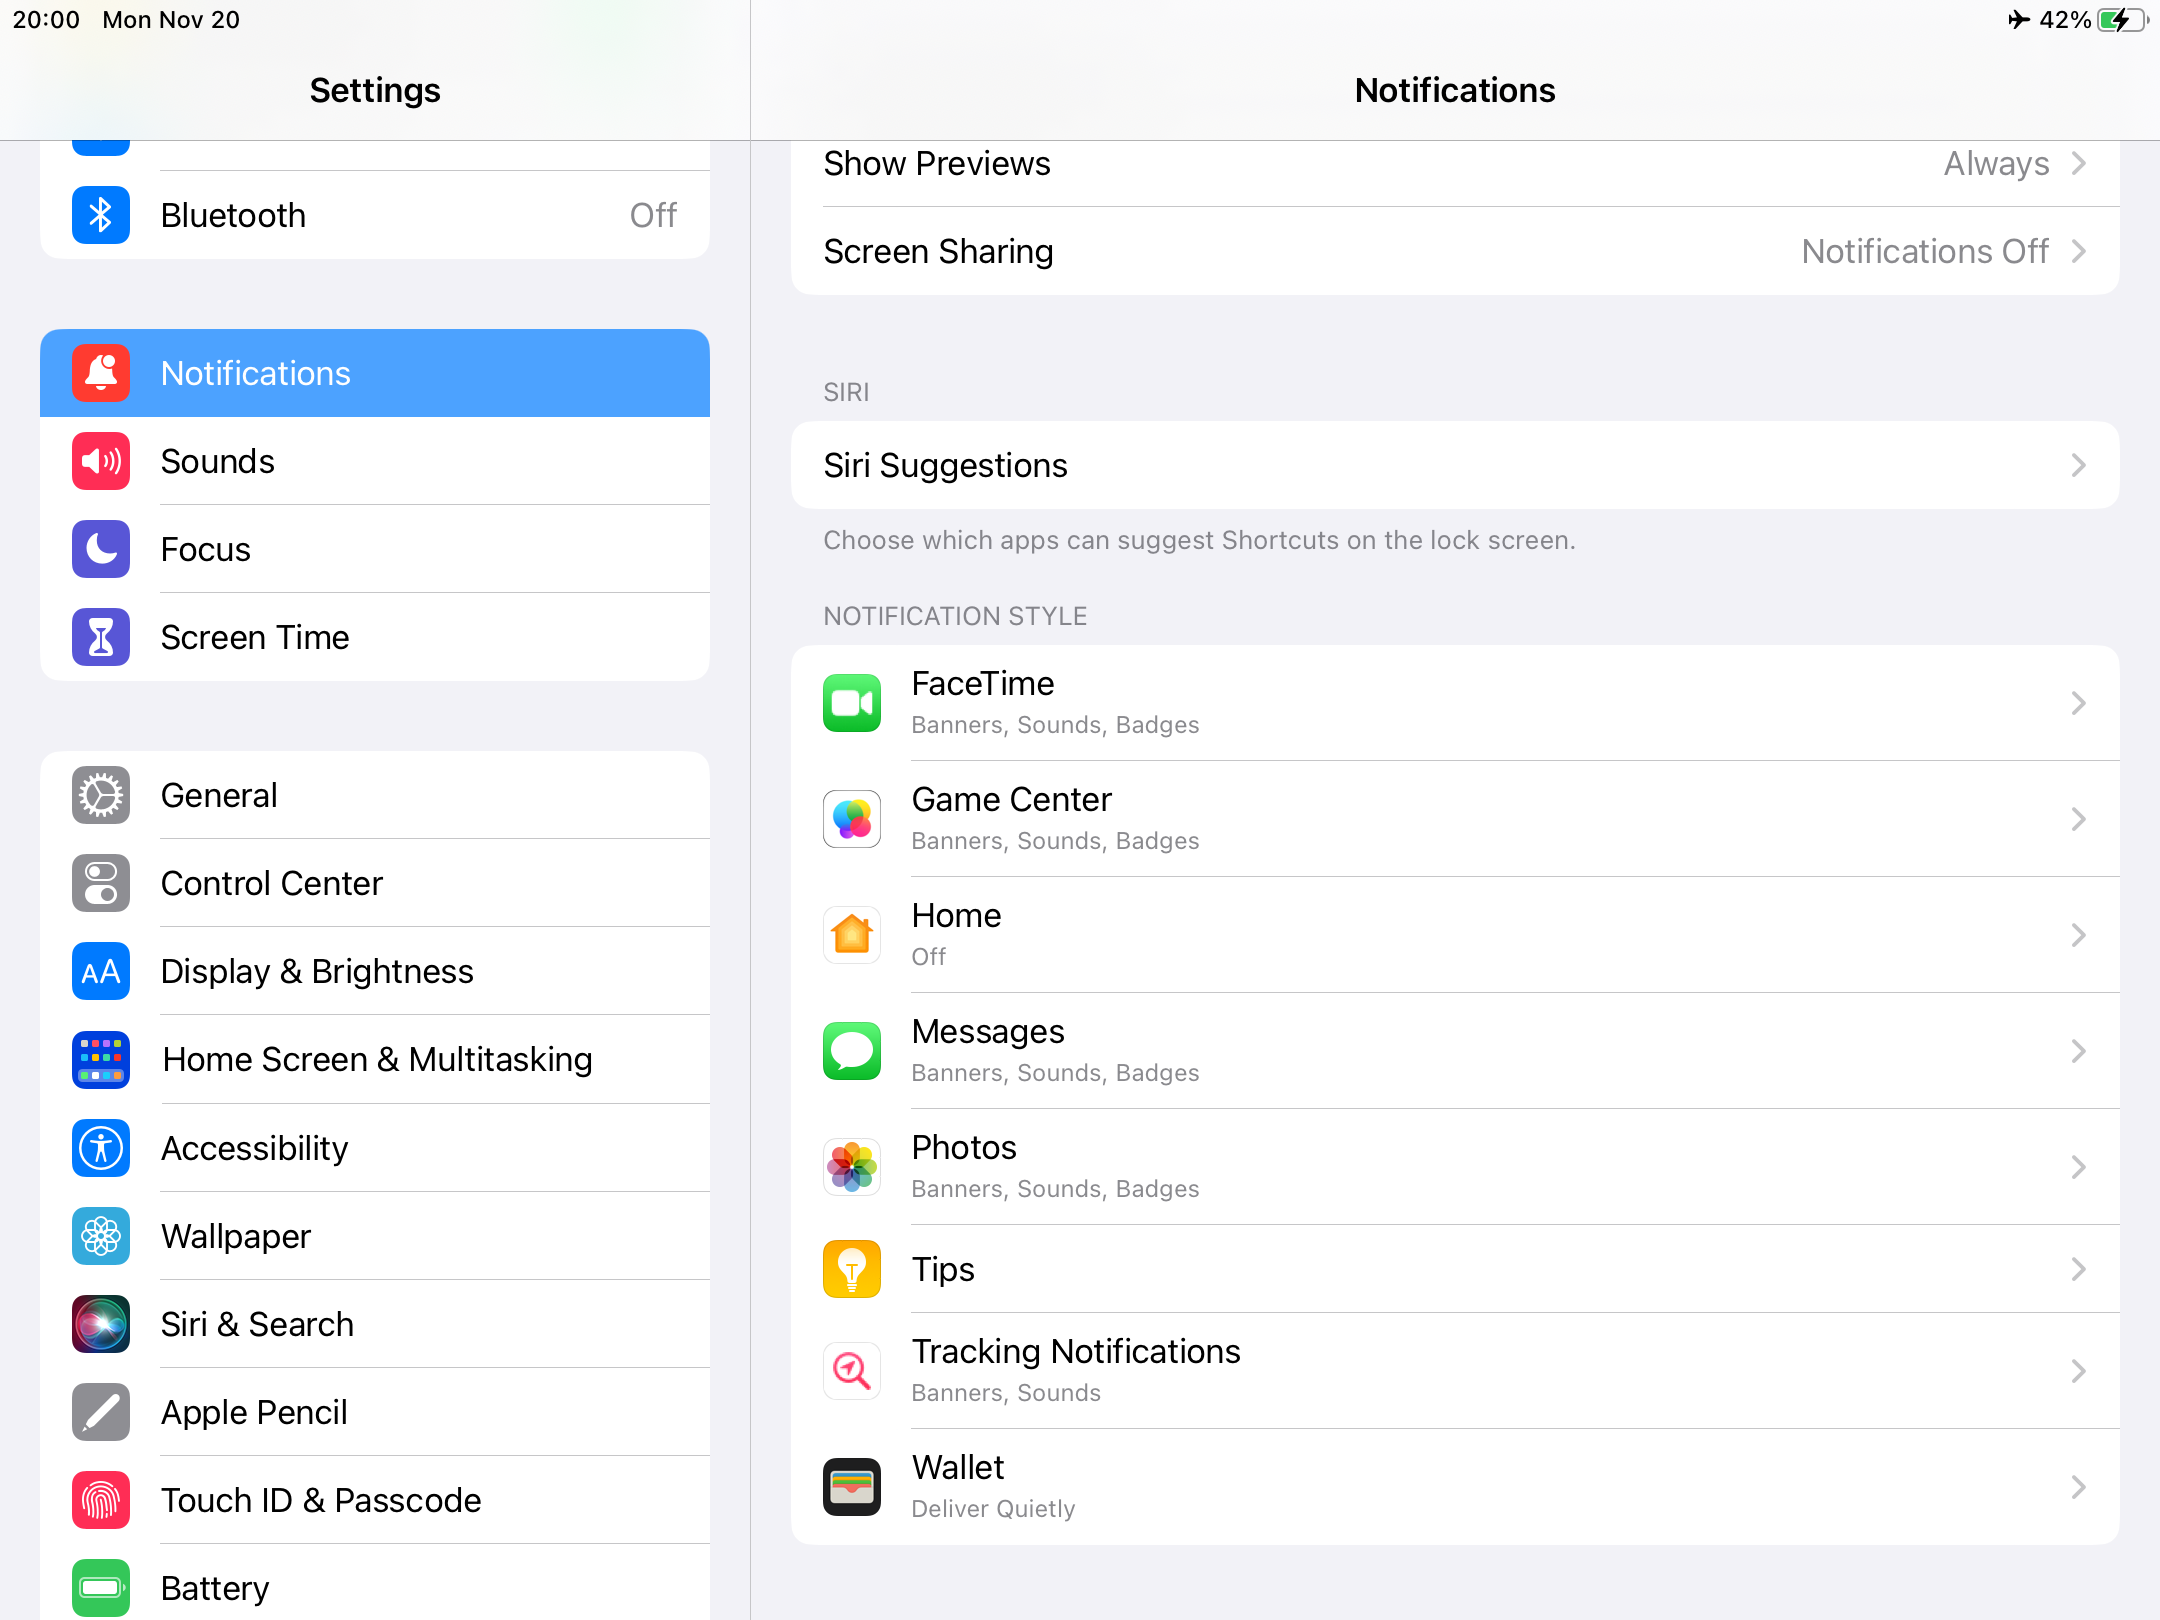 20:00 Mon Nov 20
42%
Settings
Bluetooth Off
Notifications
Sounds
Focus
Screen Time
General
Control Center
AA Display & Brightness
Home Screen & Multitasking
Accessibility
Wallpaper
Siri & Search
Apple Pencil
Touch ID & Passcode
Battery
Notifications
Show Previews Always
Screen Sharing Notifications Off
SIRI
Siri Suggestions
Choose which apps can suggest Shortcuts on the lock screen.
NOTIFICATION STYLE
FaceTime
Banners, Sounds, Badges
Game Center
Banners, Sounds, Badges
Home
Off
Messages
Banners, Sounds, Badges
Photos
Banners, Sounds, Badges
Tips
Tracking Notifications
Banners, Sounds
Wallet
Deliver Quietly